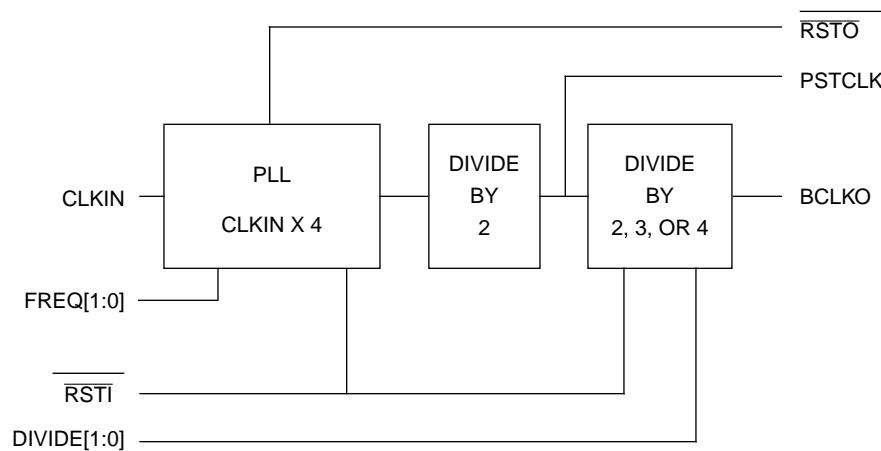 RSTO
PSTCLK
PLL
CLKIN X 4
DIVIDE
BY
2
DIVIDE
BY
2, 3, OR 4
CLKIN
BCLKO
FREQ[1:0]
RSTI
DIVIDE[1:0]